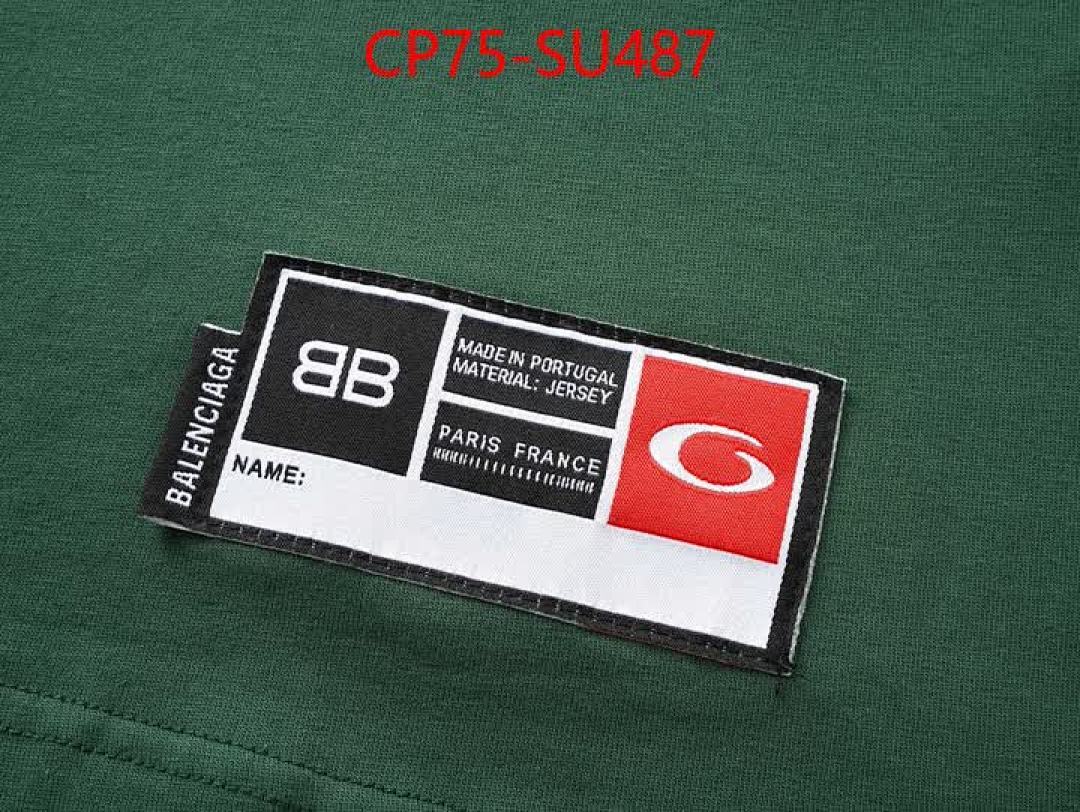 CP75-SU487
BALENCIAGA
BB
MADE IN PORTUGAL
MATERIAL: JERSEY
PARIS FRANCE
NAME: